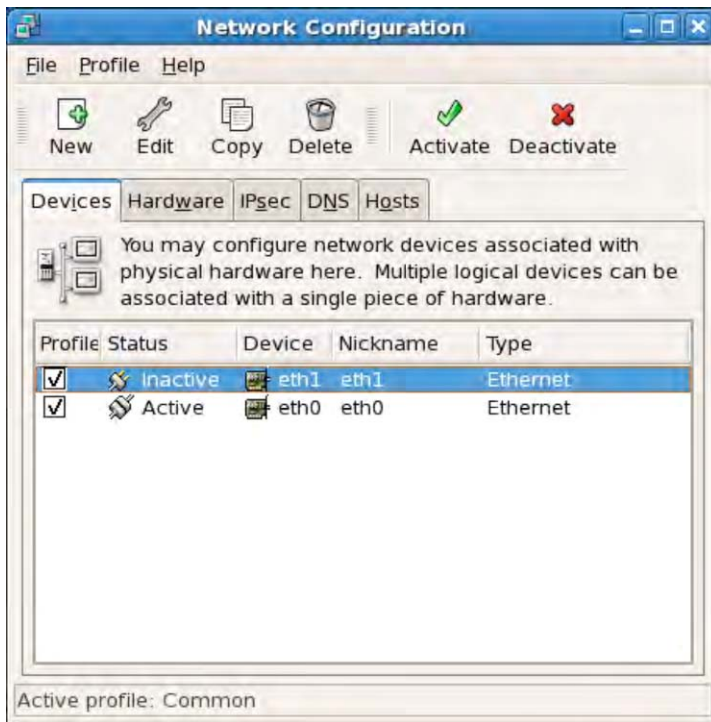 Network Configuration
File Profile Help
New Edit Copy Delete Activate Deactivate
Devices Hardware IPsec DNS Hosts
You may configure network devices associated with
physical hardware here. Multiple logical devices can be
associated with a single piece of hardware.
Profile Status Device Nickname Type
Inactive eth1 eth1 Ethernet
Active eth0 eth0 Ethernet
Active profile: Common